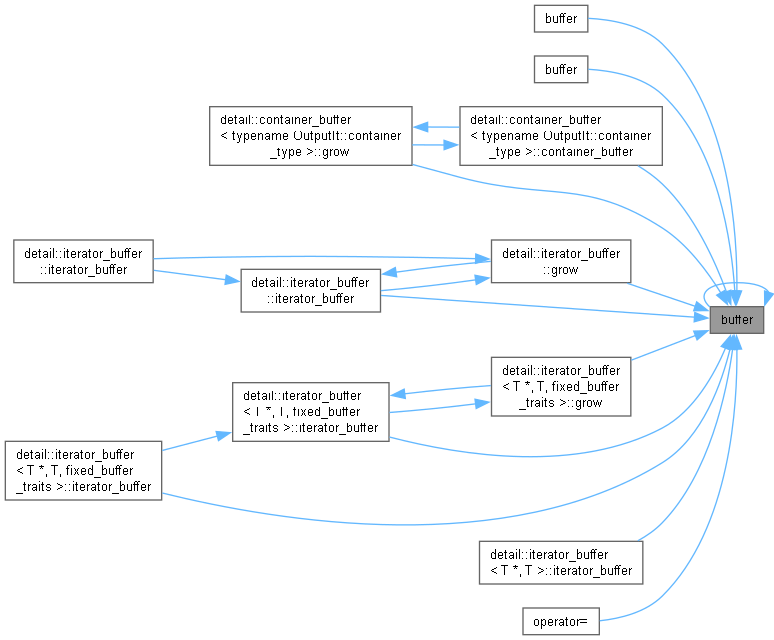 buffer
buffer
detail::container_buffer
< typename OutputIt::container
_type >::grow
detail::container_buffer
< typename OutputIt::container
_type >::container_buffer
detail::iterator_buffer
::iterator_buffer
detail::iterator_buffer
::iterator_buffer
detail::iterator_buffer
::grow
buffer
detail::iterator_buffer
< T *, T, fixed_buffer
_traits >::grow
detail::iterator_buffer
< T *, T, fixed_buffer
_traits >::iterator_buffer
detail::iterator_buffer
< T *, T, fixed_buffer
_traits >::iterator_buffer
detail::iterator_buffer
< T *, T >::iterator_buffer
operator=